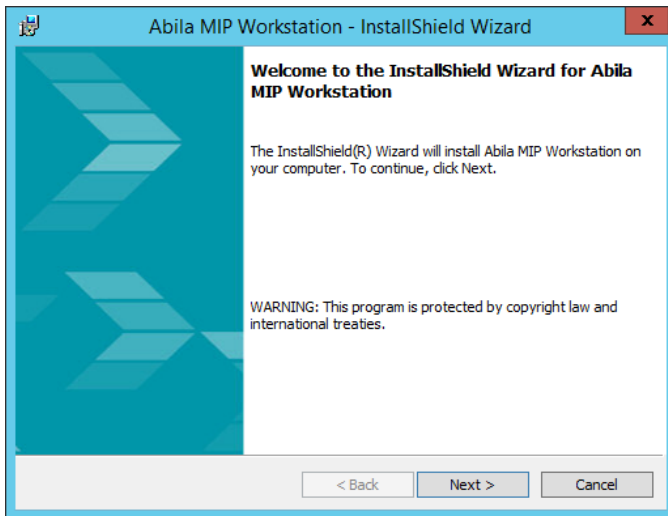 Abila MIP Workstation - InstallShield Wizard
x
Welcome to the InstallShield Wizard for Abila
MIP Workstation
The InstallShield(R) Wizard will install Abila MIP Workstation on
your computer. To continue, click Next.
WARNING: This program is protected by copyright law and
international treaties.
< Back
Next >
Cancel